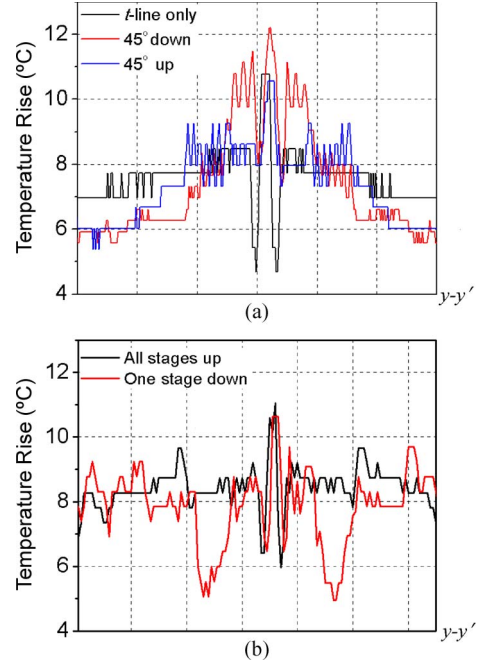 t-line only
45° down
45° up
Temperature Rise (ºC)
12
10
8
6
4
y-y'
(a)
All stages up
One stage down
Temperature Rise (ºC)
12
10
8
6
4
y-y'
(b)